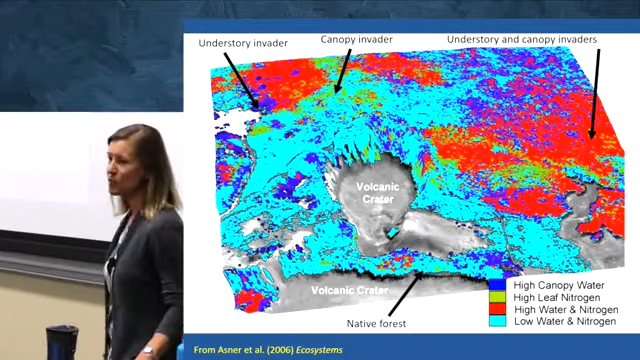 Understory invader
Canopy invader
Understory and canopy invaders
Volcanic
Crater
Volcanic Crater
Native forest
High Canopy Water
High Leaf Nitrogen
High Water & Nitrogen
Low Water & Nitrogen
From Asner et al. (2006) Ecosystems